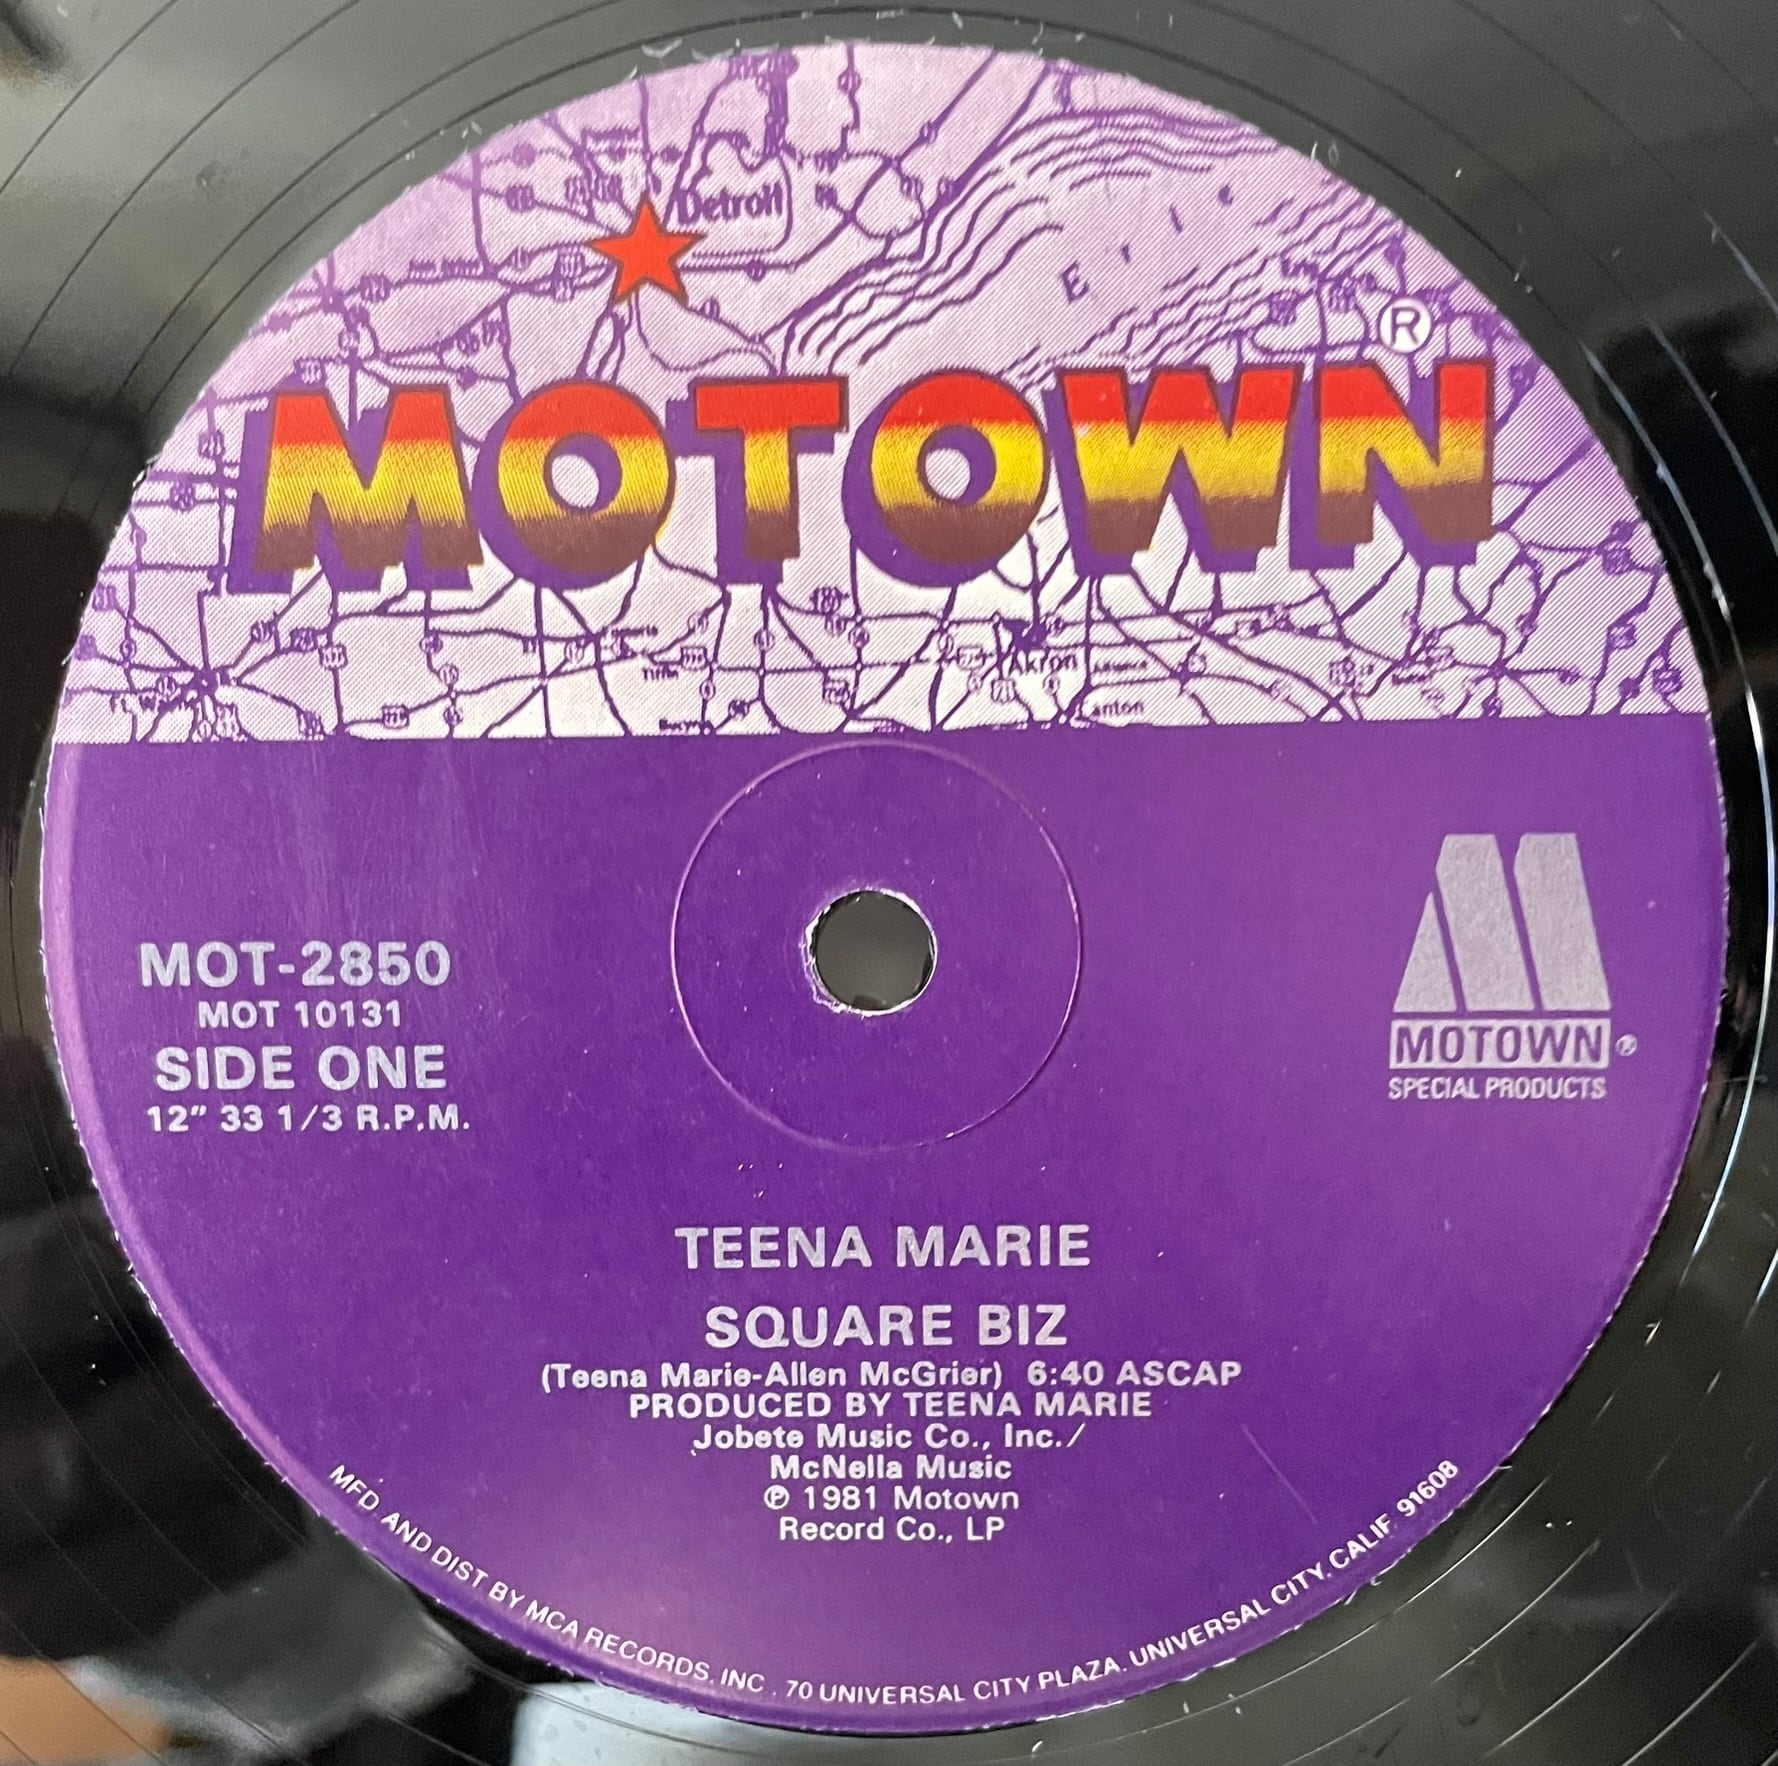 Detroit
Erie
®
MOTOWN
Akron
Canton
MOT-2850
MOT 10131
SIDE ONE
12" 33 1/3 R.P.M.
MOTOWN®
SPECIAL PRODUCTS
TEENA MARIE
SQUARE BIZ
(Teena Marie-Allen McGrier) 6:40 ASCAP
PRODUCED BY TEENA MARIE
Jobete Music Co., Inc./
McNella Music
℗ 1981 Motown
Record Co., LP
MFD. AND DIST BY MCA RECORDS, INC . 70 UNIVERSAL CITY PLAZA. UNIVERSAL CITY, CALIF 91608